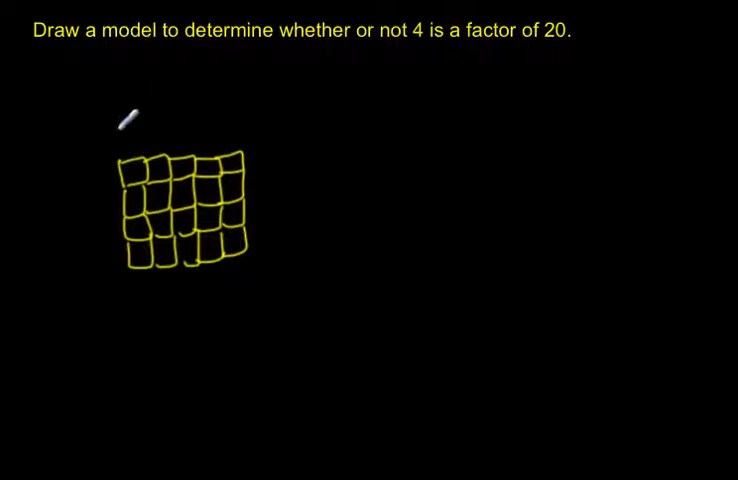 Draw a model to determine whether or not 4 is a factor of 20.